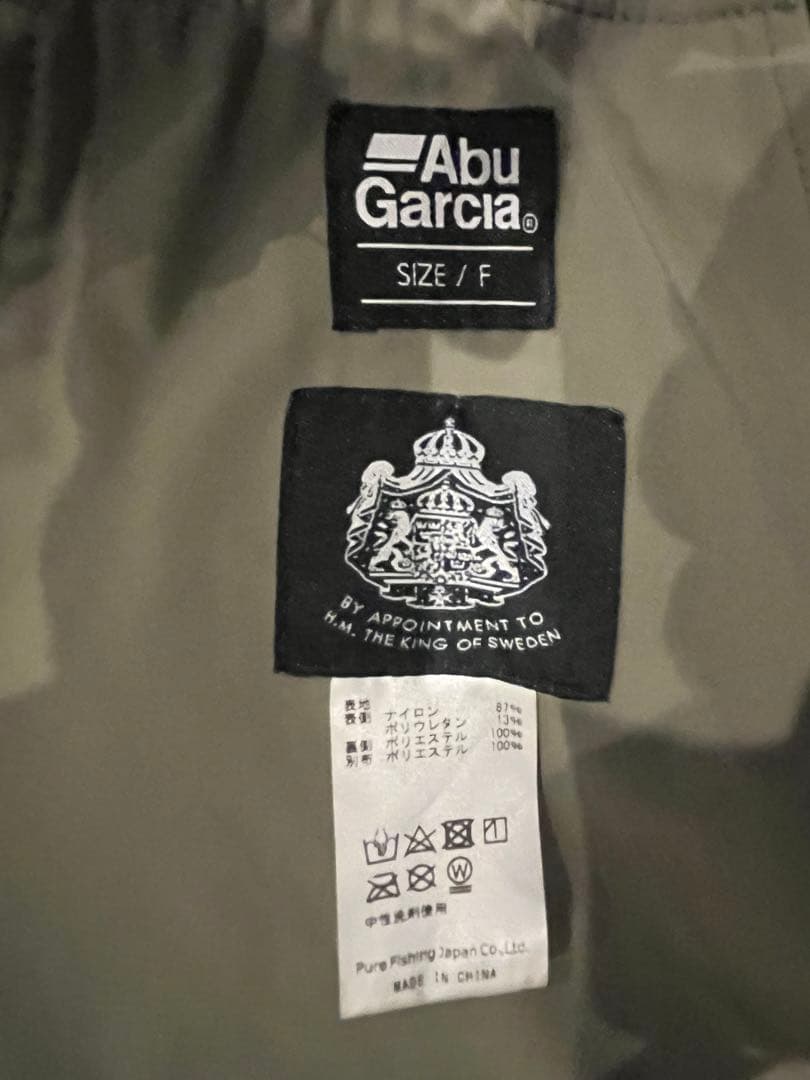 Abu
Garcia®
SIZE / F
BY APPOINTMENT TO
H.M. THE KING OF SWEDEN
表地
表側 ナイロン 87%
ポリウレタン 13%
裏側 ポリエステル 100%
別布 ポリエステル 100%
W
中性洗剤使用
Pure Fishing Japan Co.,Ltd.
MADE IN CHINA